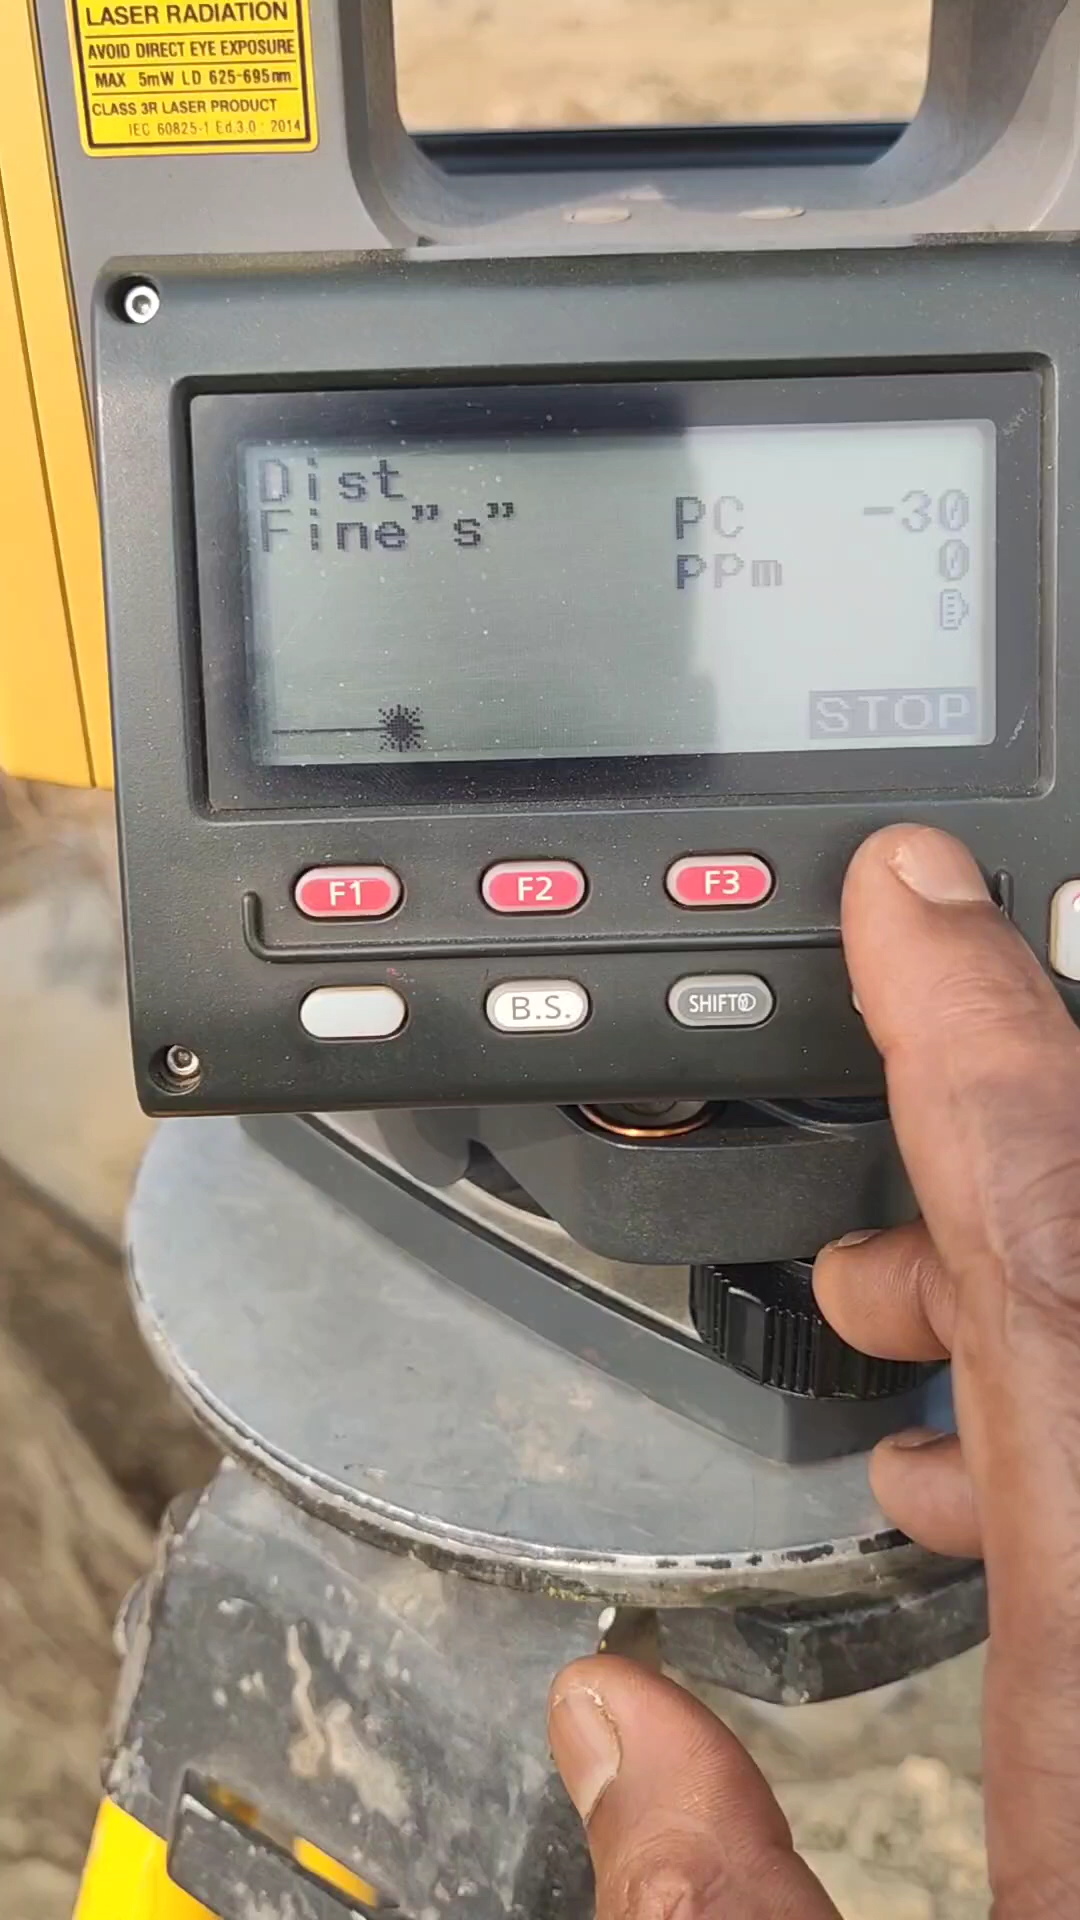 LASER RADIATION
AVOID DIRECT EYE EXPOSURE
MAX 5mW LD 625-695nm
CLASS 3R LASER PRODUCT
IEC 60825-1 Ed.3.0 : 2014
Dist
Fine"s"
PC -30
ppm 0
STOP
F1 F2 F3
B.S. SHIFT